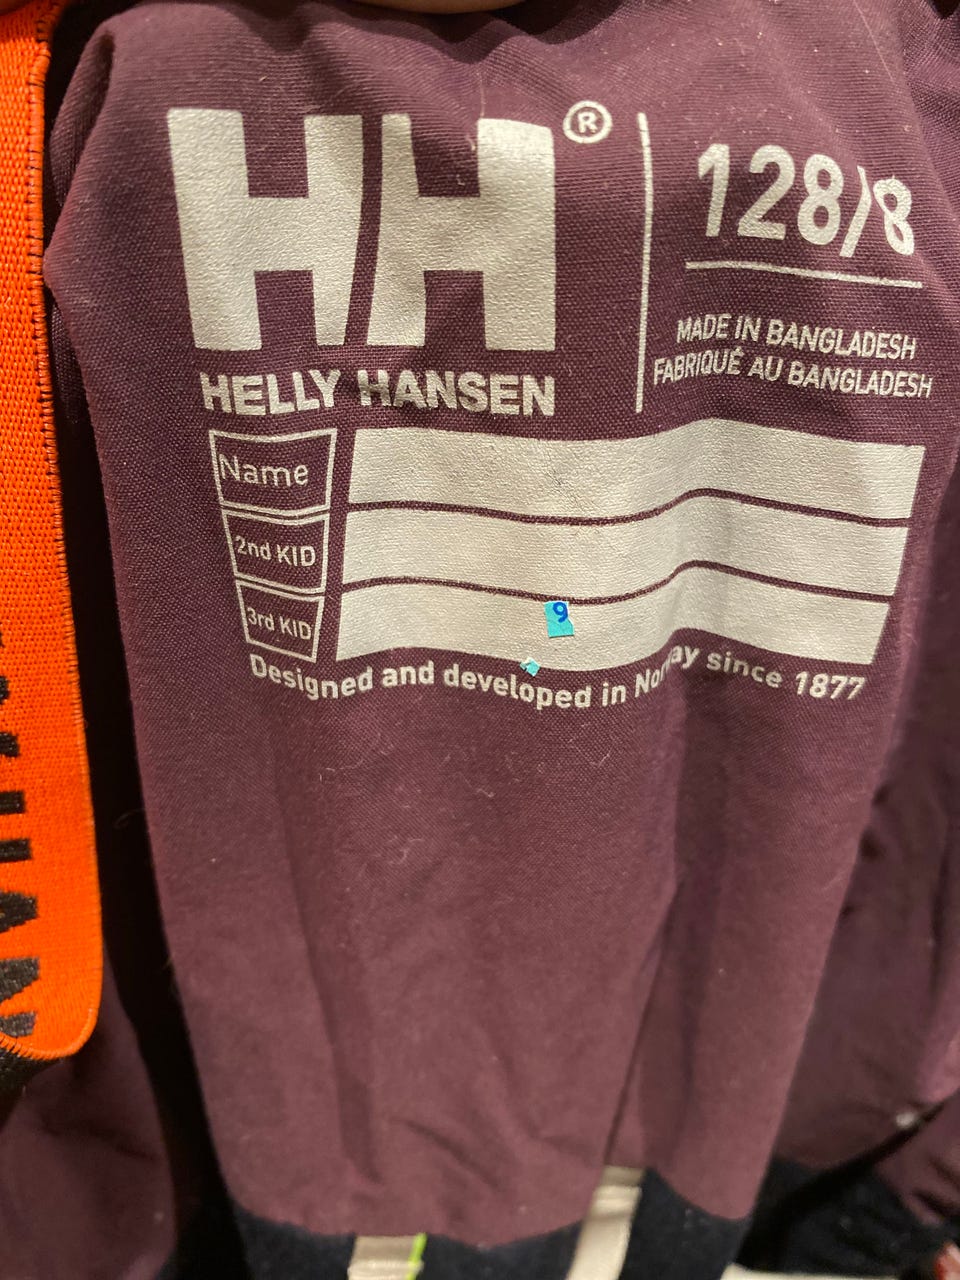 HH®
HELLY HANSEN
128/8
MADE IN BANGLADESH
FABRIQUÉ AU BANGLADESH
Name
2nd KID
3rd KID
9
Designed and developed in Norway since 1877